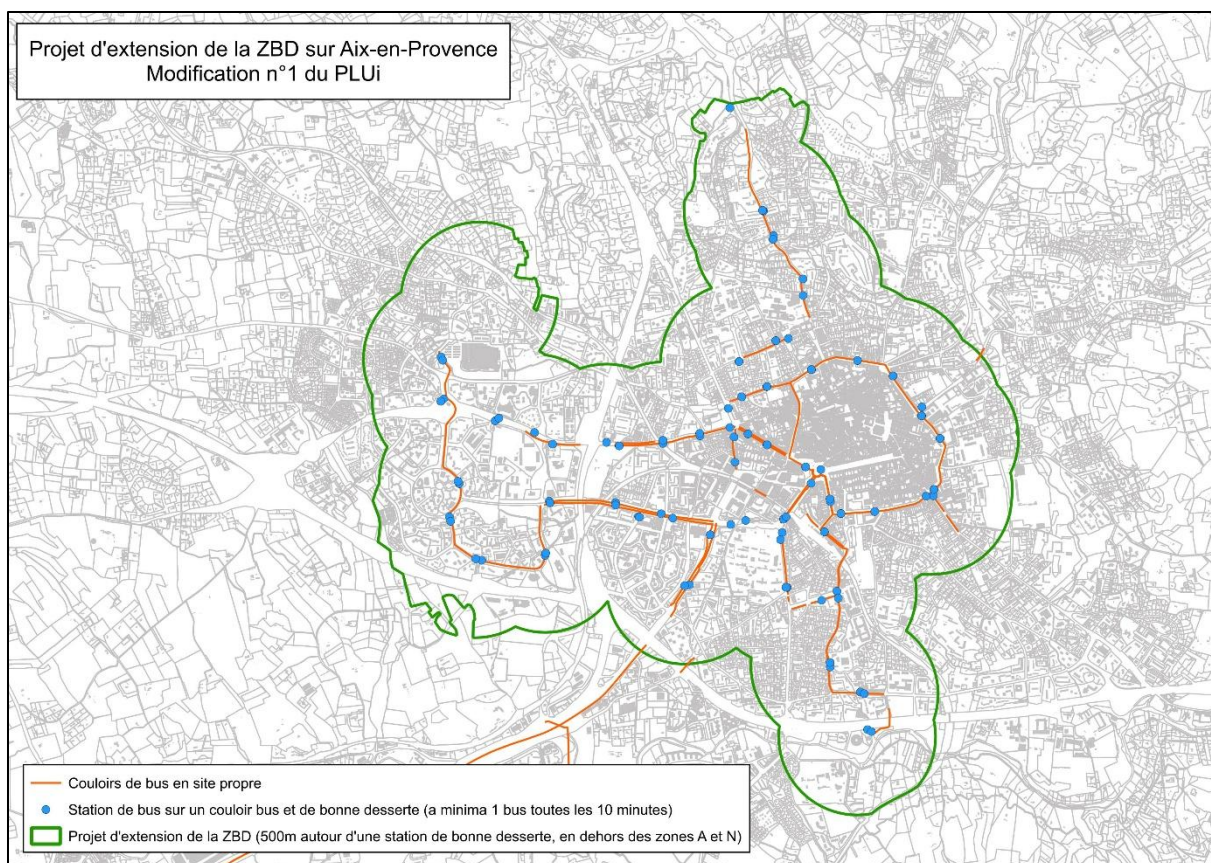 Projet d'extension de la ZBD sur Aix-en-Provence
Modification n°1 du PLUi
Couloirs de bus en site propre
Station de bus sur un couloir bus et de bonne desserte (a minima 1 bus toutes les 10 minutes)
Projet d'extension de la ZBD (500m autour d'une station de bonne desserte, en dehors des zones A et N)